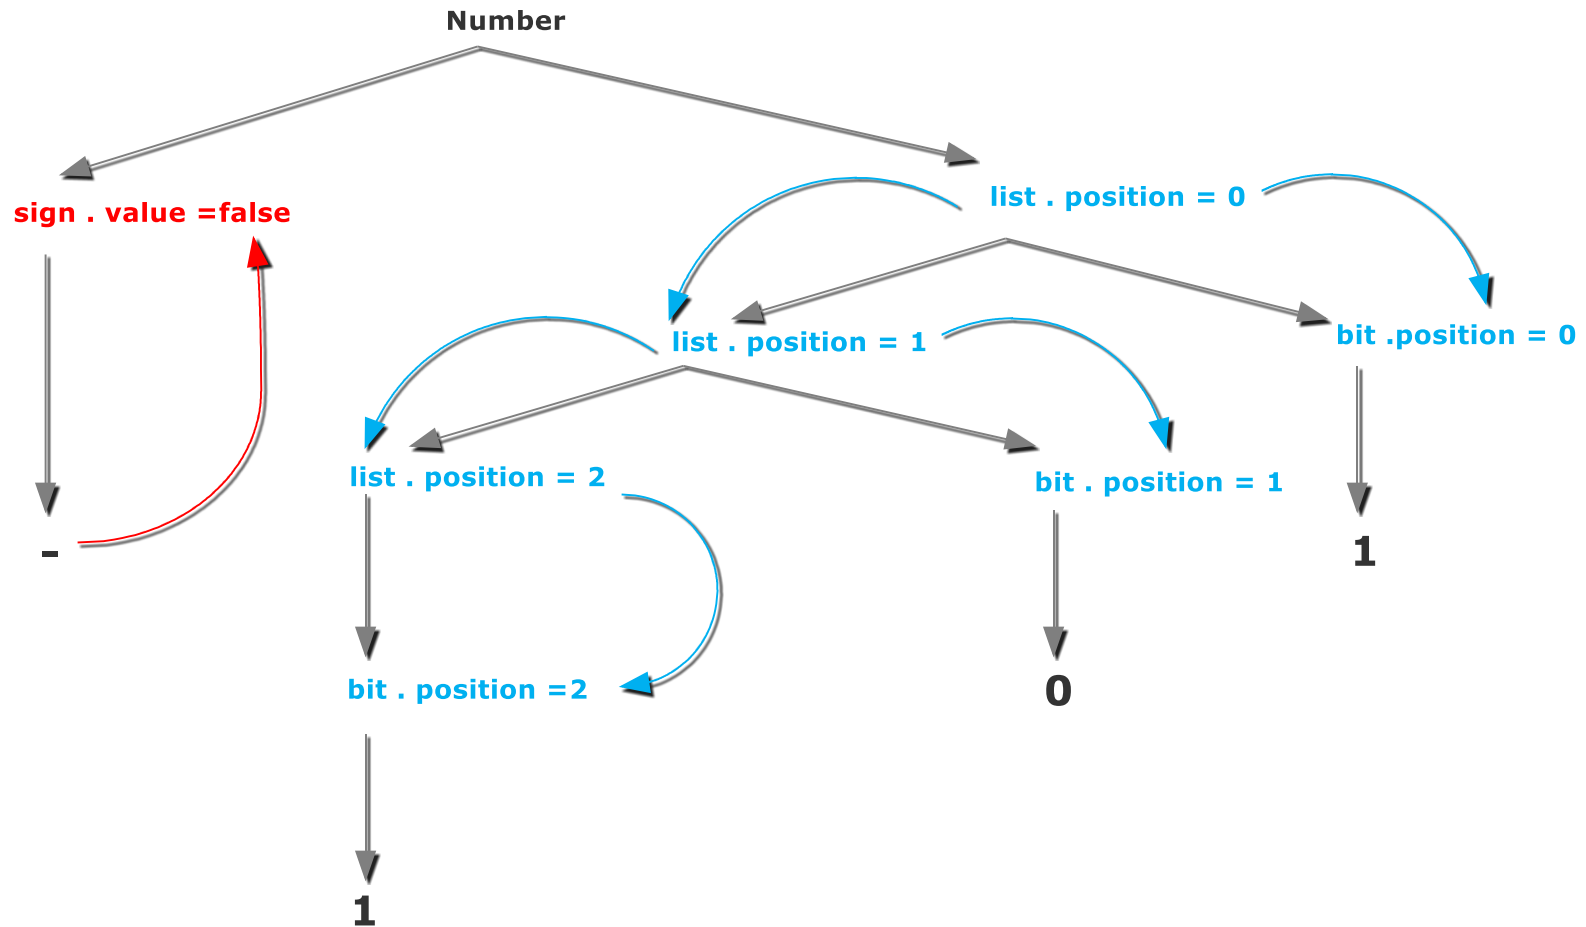 Number
sign . value =false
list . position = 0
list . position = 1
bit .position = 0
list . position = 2
bit . position = 1
-
1
bit . position =2
0
1